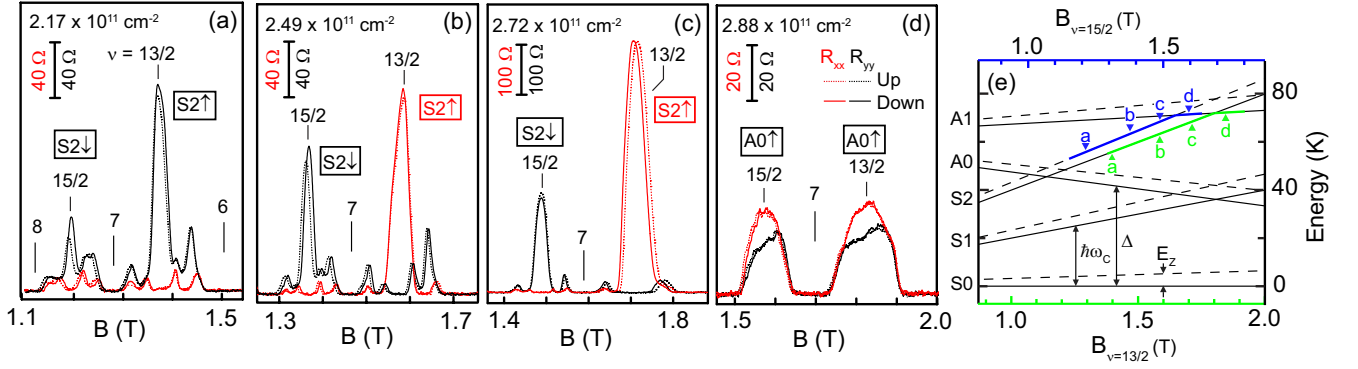 (a)
2.17 x 10¹¹ cm⁻²
40 Ω
40 Ω
ν = 13/2
S2↑
S2↓
15/2
8
7
6
1.1
1.5
B (T)
(b)
2.49 x 10¹¹ cm⁻²
40 Ω
40 Ω
13/2
S2↑
15/2
S2↓
7
1.3
1.7
B (T)
(c)
2.72 x 10¹¹ cm⁻²
100 Ω
100 Ω
13/2
S2↑
S2↓
15/2
7
1.4
1.6
1.8
B (T)
(d)
2.88 x 10¹¹ cm⁻²
20 Ω
20 Ω
Rxx Ryy
Up
Down
A0↑
A0↑
15/2
13/2
7
1.5
2.0
B (T)
Bν=15/2 (T)
1.0
1.5
(e)
A1
A0
S2
S1
S0
a
b
c
d
a
b
c
d
ħωc
Δ
EZ
80
40
0
Energy (K)
1.0
1.5
2.0
Bν=13/2 (T)